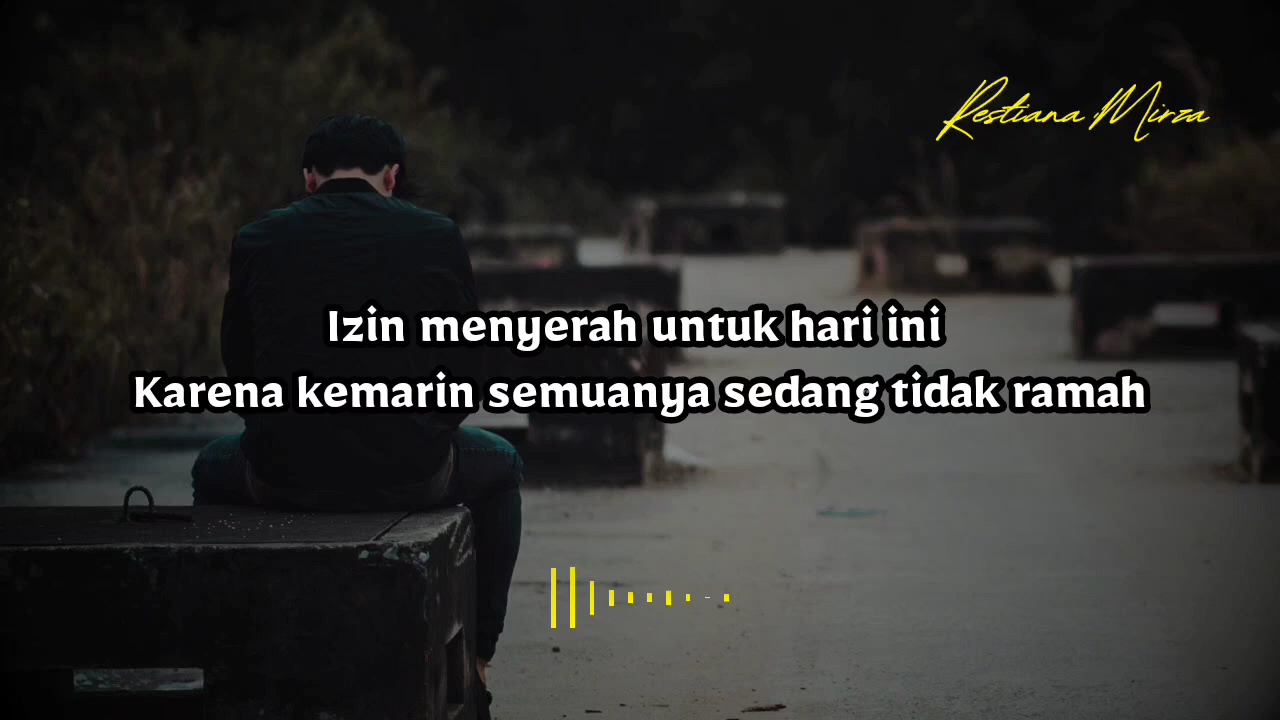 Restiana Mirza
Izin menyerah untuk hari ini
Karena kemarin semuanya sedang tidak ramah